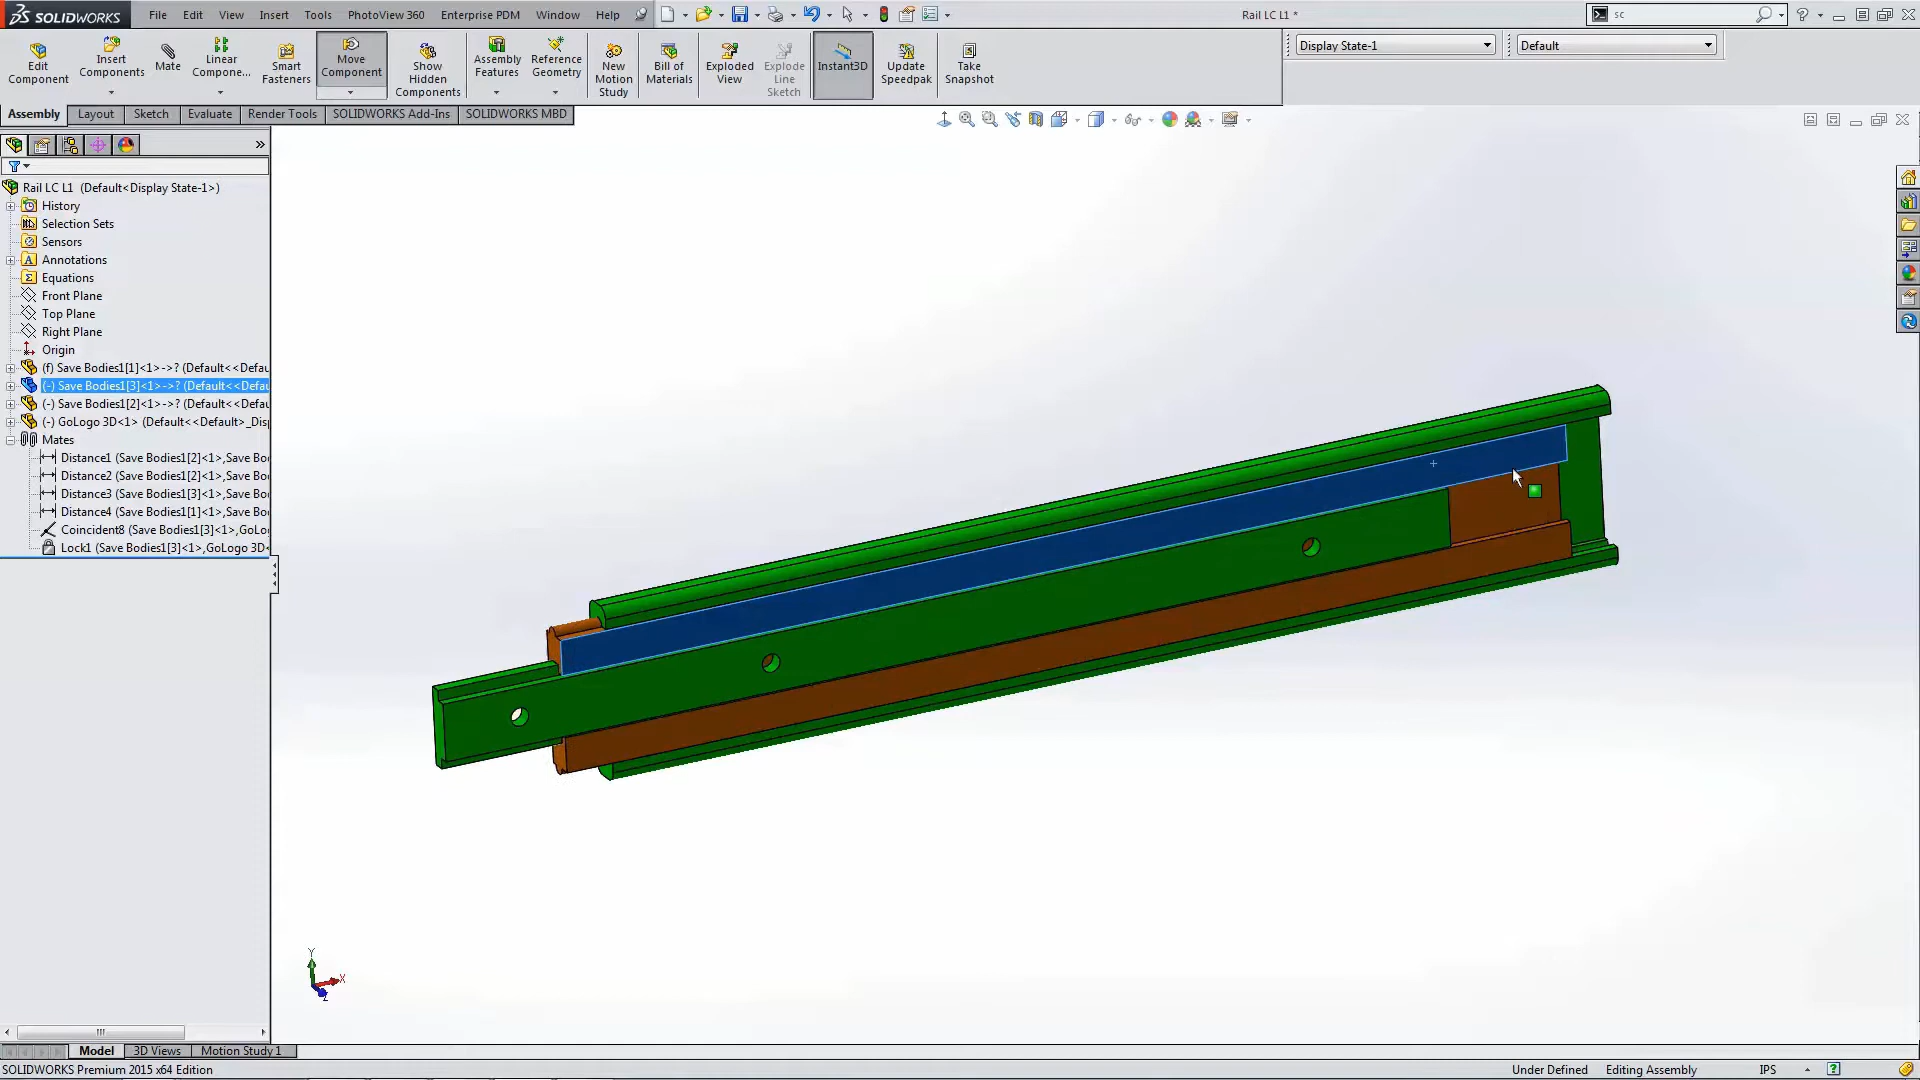 SOLIDWORKS File Edit View Insert Tools PhotoView 360 Enterprise PDM Window Help Rail LC L1 * sc ?
Edit Component
Insert Components
Mate
Linear Compone...
Smart Fasteners
Move Component
Show Hidden Components
Assembly Features
Reference Geometry
New Motion Study
Bill of Materials
Exploded View
Explode Line Sketch
Instant3D
Update Speedpak
Take Snapshot
Display State-1 Default
Assembly Layout Sketch Evaluate Render Tools SOLIDWORKS Add-Ins SOLIDWORKS MBD
Rail LC L1 (Default<Display State-1>)
History
Selection Sets
Sensors
Annotations
Equations
Front Plane
Top Plane
Right Plane
Origin
(f) Save Bodies1[1]<1>->? (Default<<Defau
(-) Save Bodies1[3]<1>->? (Default<<Defau
(-) Save Bodies1[2]<1>->? (Default<<Defau
(-) GoLogo 3D<1> (Default<<Default>_Disp
Mates
Distance1 (Save Bodies1[2]<1>,Save Bo
Distance2 (Save Bodies1[2]<1>,Save Bo
Distance3 (Save Bodies1[3]<1>,Save Bo
Distance4 (Save Bodies1[1]<1>,Save Bo
Coincident8 (Save Bodies1[3]<1>,GoLo
Lock1 (Save Bodies1[3]<1>,GoLogo 3D<
Y
X
Z
Model 3D Views Motion Study 1
SOLIDWORKS Premium 2015 x64 Edition Under Defined Editing Assembly IPS ?